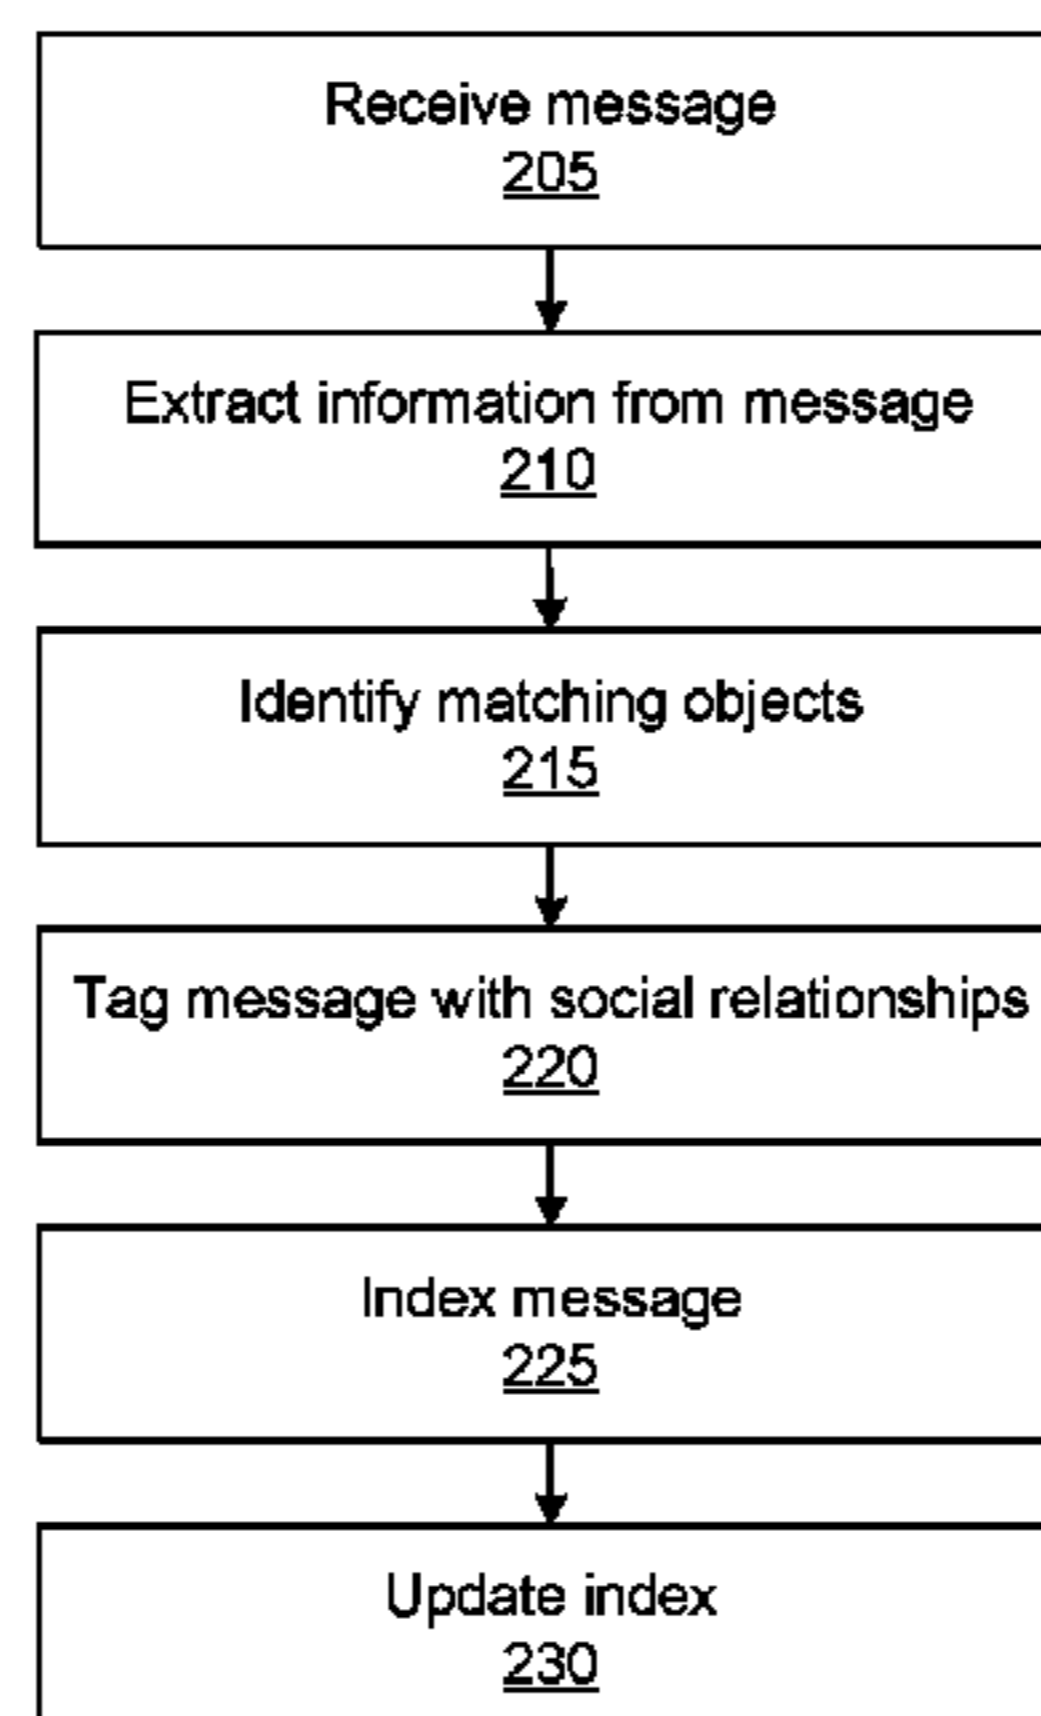 Receive message
205
Extract information from message
210
Identify matching objects
215
Tag message with social relationships
220
Index message
225
Update index
230